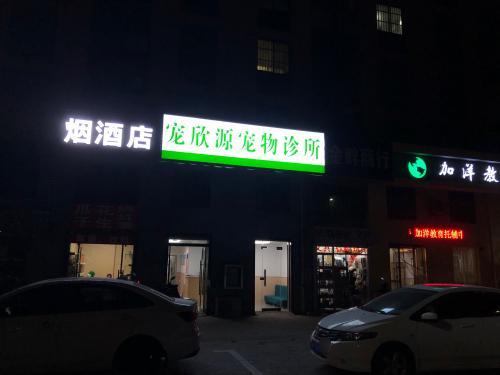 烟酒店
宠欣源宠物诊所
加洋教
加洋教育托辅中